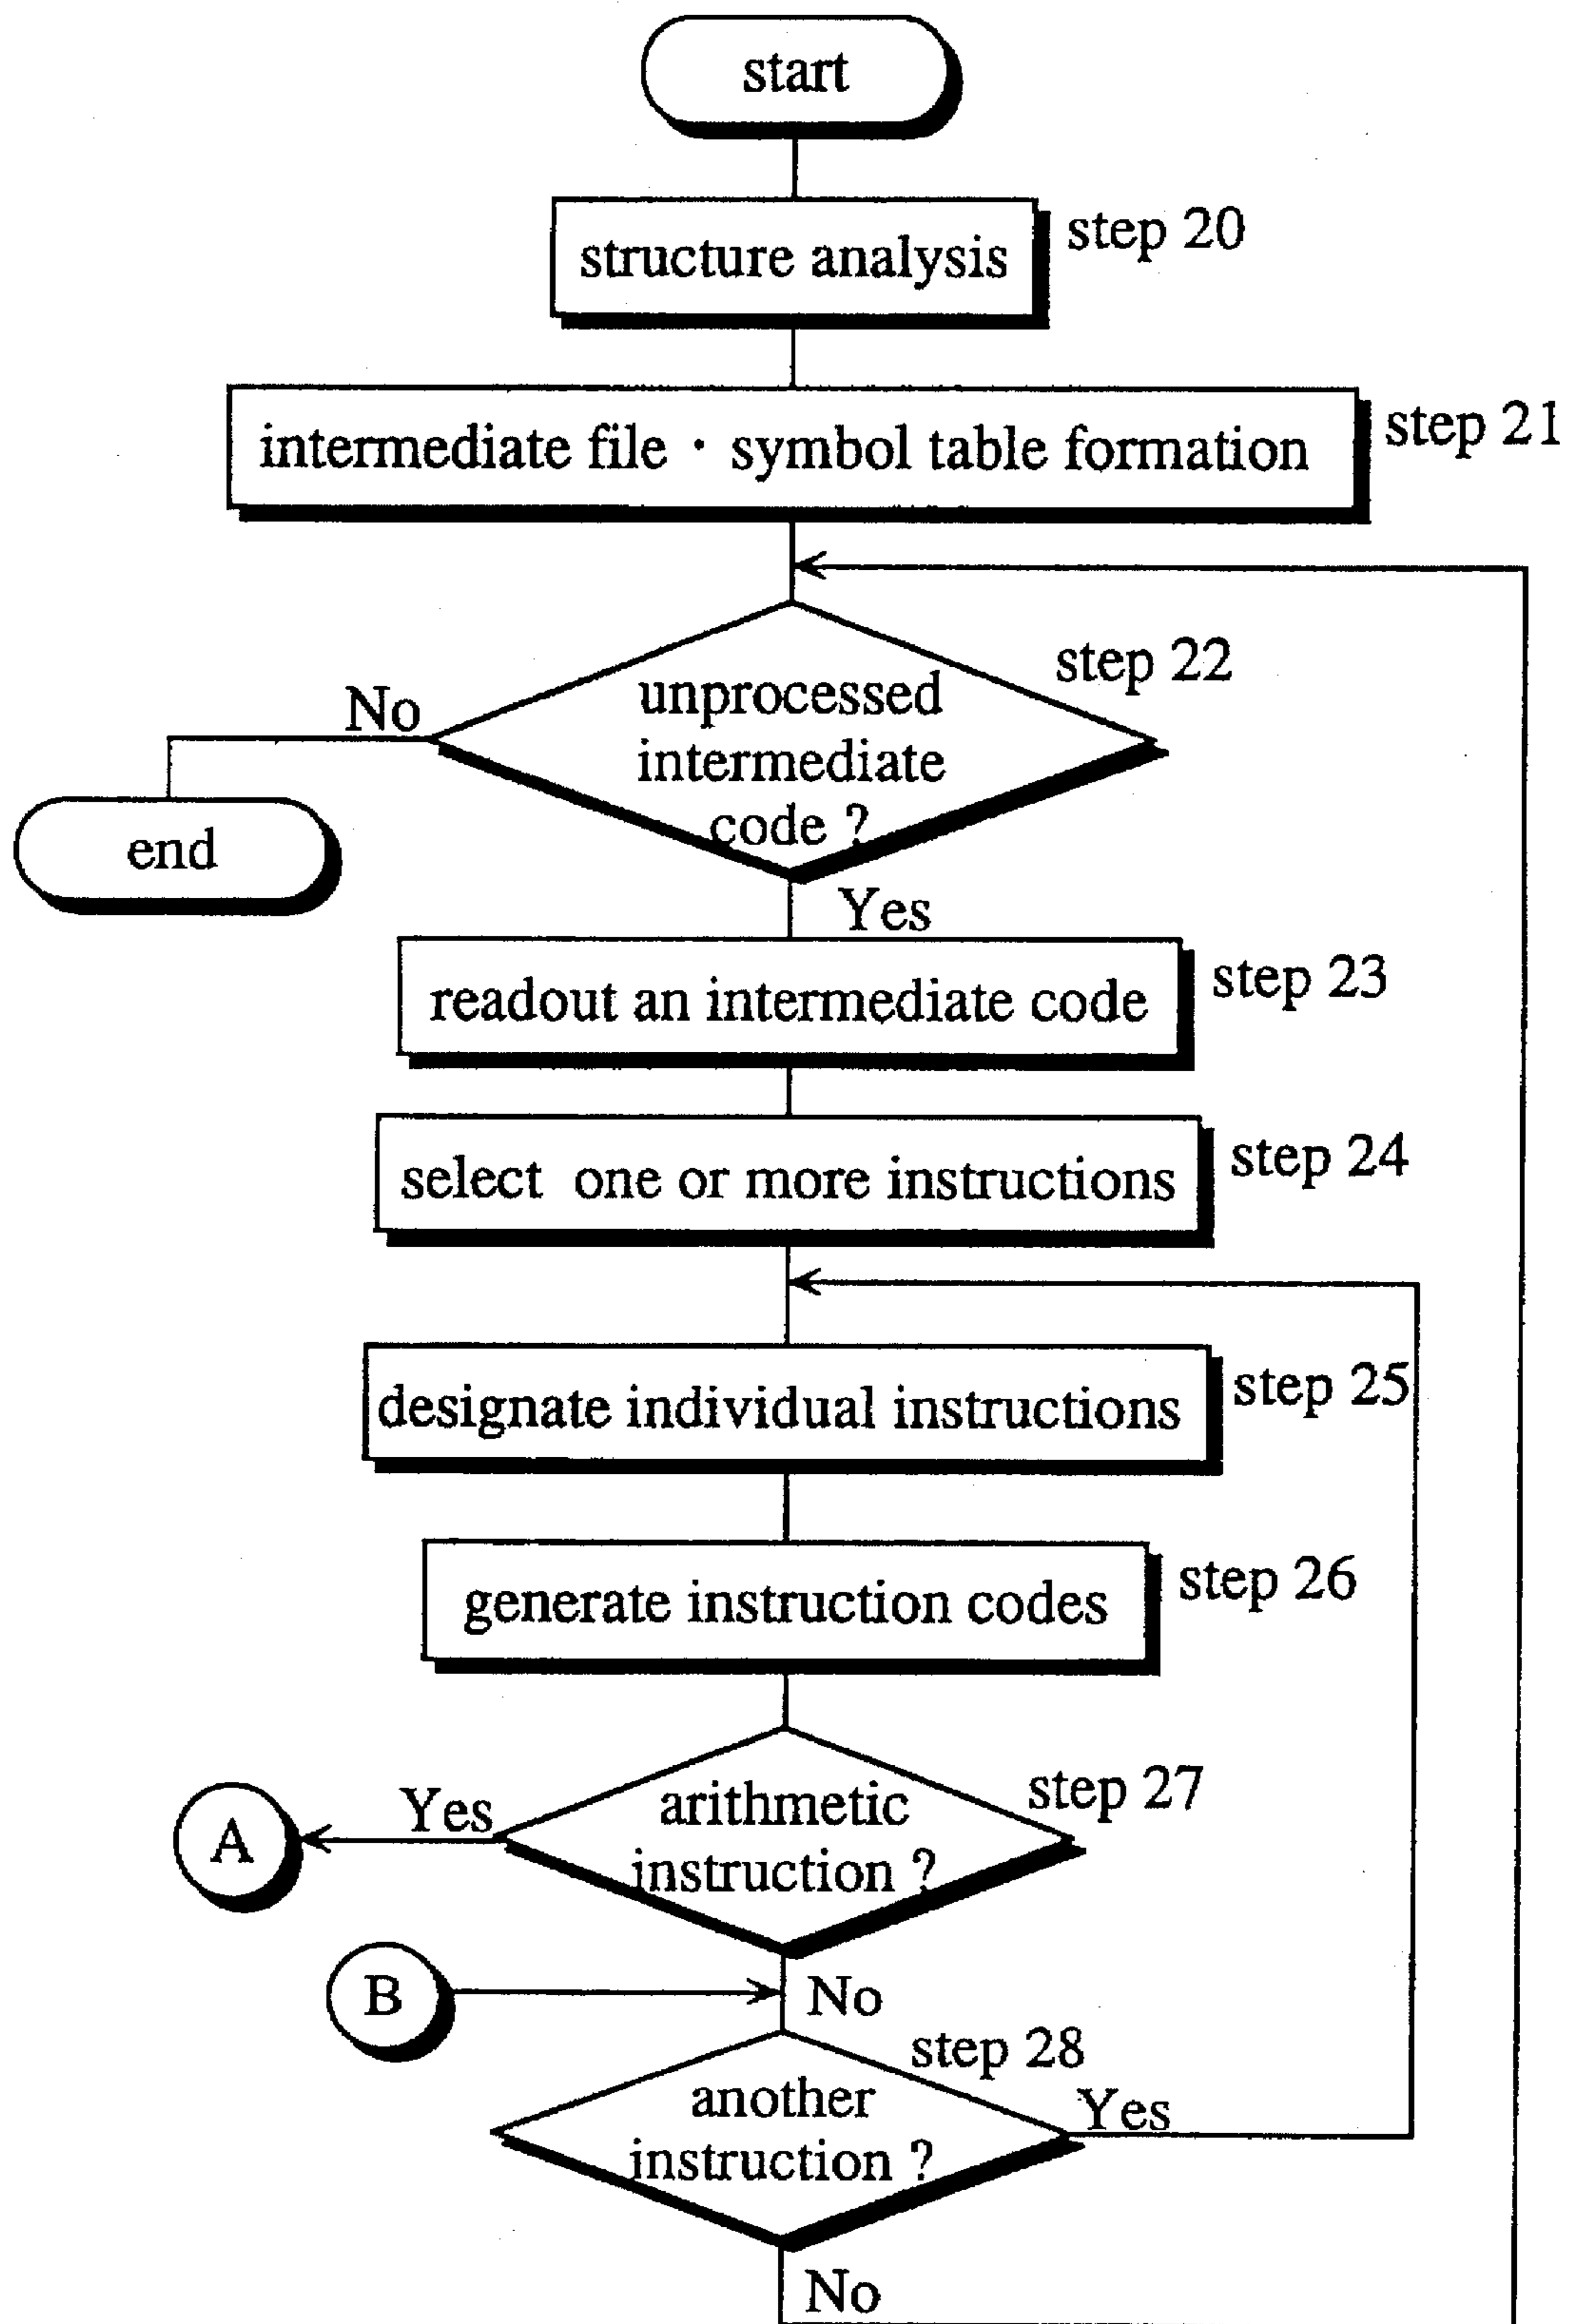 start
structure analysis
step 20
intermediate file · symbol table formation
step 21
step 22
No
unprocessed
intermediate
code ?
end
Yes
readout an intermediate code
step 23
select one or more instructions
step 24
designate individual instructions
step 25
generate instruction codes
step 26
step 27
A
Yes
arithmetic
instruction ?
B
No
step 28
another
instruction ?
Yes
No